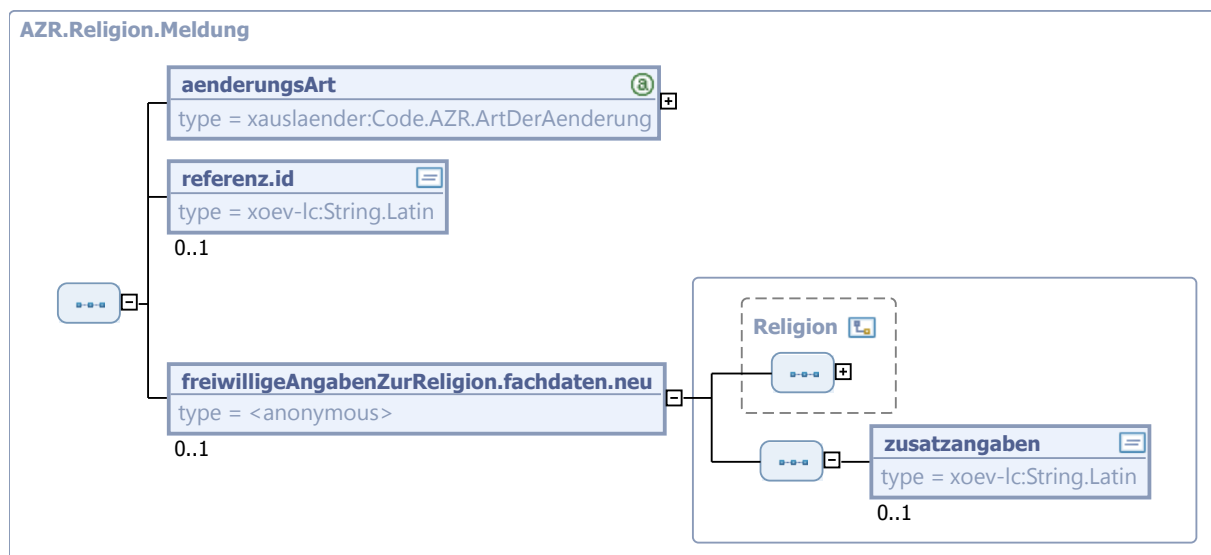 AZR.Religion.Meldung
aenderungsArt
type = xauslaender:Code.AZR.ArtDerAenderung
referenz.id
type = xoev-lc:String.Latin
0..1
freiwilligeAngabenZurReligion.fachdaten.neu
type = <anonymous>
0..1
Religion
zusatzangaben
type = xoev-lc:String.Latin
0..1